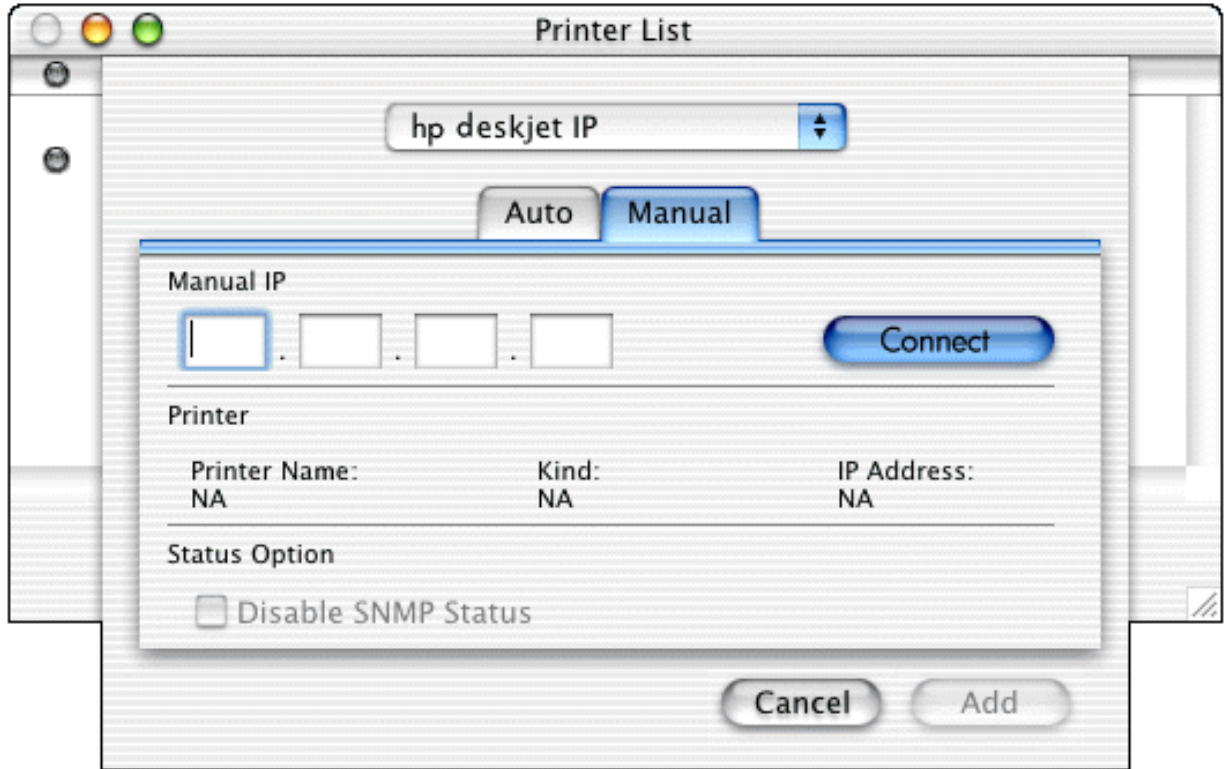 Printer List
hp deskjet IP
Auto Manual
Manual IP
. . . Connect
Printer
Printer Name: Kind: IP Address:
NA NA NA
Status Option
Disable SNMP Status
Cancel Add